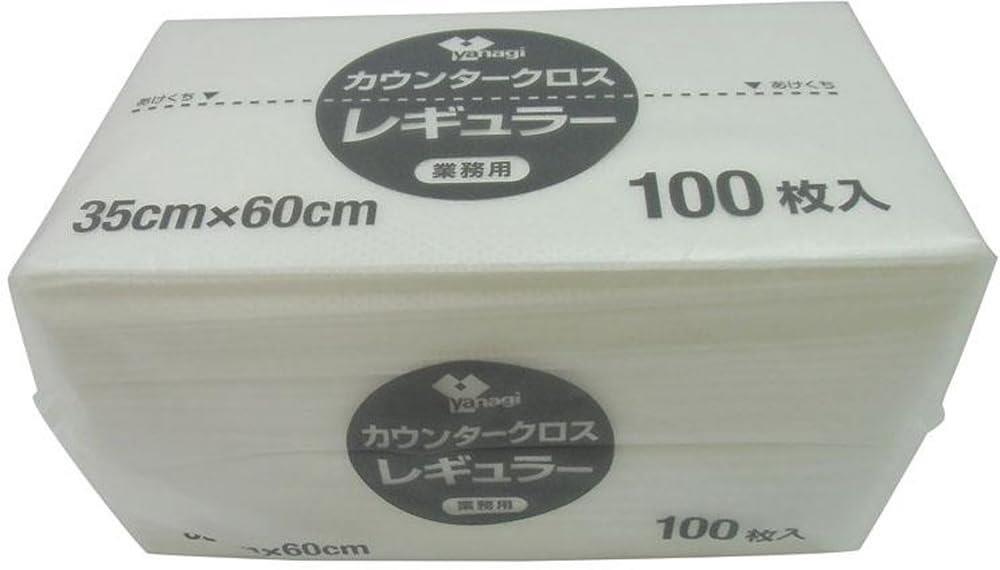 yanagi
カウンタークロス
あけくち▼
▼あけくち
レギュラー
業務用
35cm×60cm
100枚入
yanagi
カウンタークロス
レギュラー
業務用
×60cm
100枚入